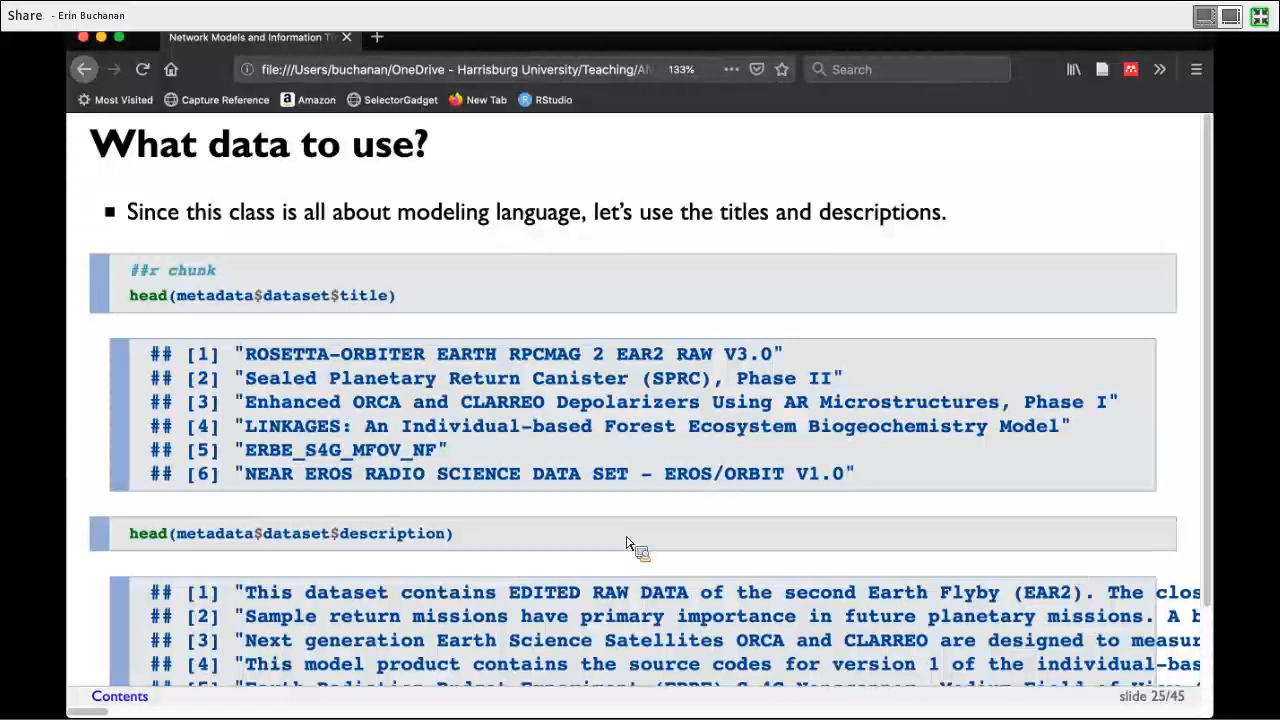 Share - Erin Buchanan
Network Models and Information T
file:///Users/buchanan/OneDrive - Harrisburg University/Teaching/AN
133%
Search
Most Visited
Capture Reference
Amazon
SelectorGadget
New Tab
RStudio
What data to use?
Since this class is all about modeling language, let’s use the titles and descriptions.
##r chunk
head(metadata$dataset$title)
## [1] "ROSETTA-ORBITER EARTH RPCMAG 2 EAR2 RAW V3.0"
## [2] "Sealed Planetary Return Canister (SPRC), Phase II"
## [3] "Enhanced ORCA and CLARREO Depolarizers Using AR Microstructures, Phase I"
## [4] "LINKAGES: An Individual-based Forest Ecosystem Biogeochemistry Model"
## [5] "ERBE_S4G_MFOV_NF"
## [6] "NEAR EROS RADIO SCIENCE DATA SET - EROS/ORBIT V1.0"
head(metadata$dataset$description)
## [1] "This dataset contains EDITED RAW DATA of the second Earth Flyby (EAR2). The clos
## [2] "Sample return missions have primary importance in future planetary missions. A b
## [3] "Next generation Earth Science Satellites ORCA and CLARREO are designed to measur
## [4] "This model product contains the source codes for version 1 of the individual-bas
## [5] "Earth Radiation Budget Experiment (ERBE) S-4G Nonscanner
Contents
slide 25/45